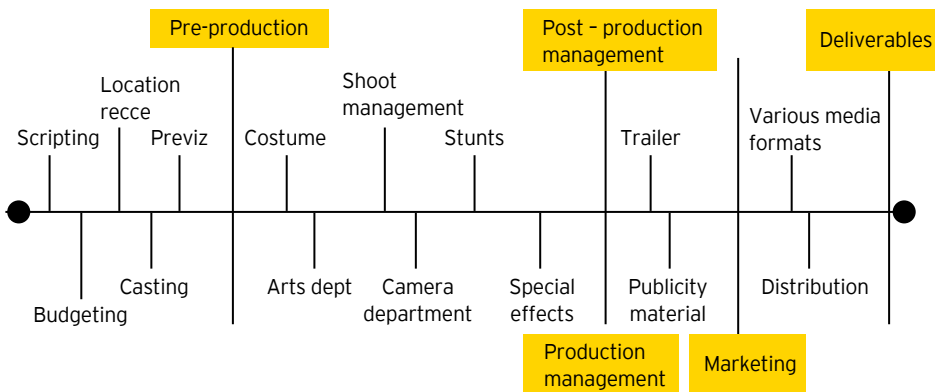 Pre-production
Post – production
management
Deliverables
Location
recce
Shoot
management
Various media
formats
Scripting
Previz
Costume
Stunts
Trailer
Casting
Budgeting
Arts dept
Camera
department
Special
effects
Publicity
material
Distribution
Production
management
Marketing